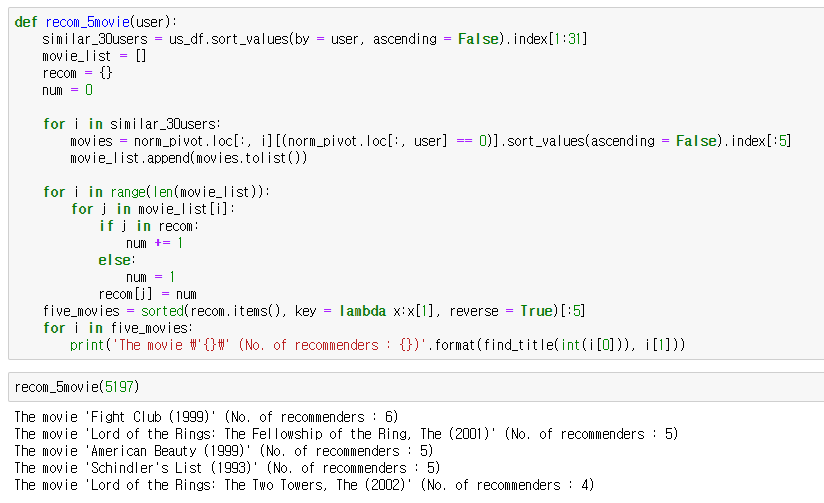 def recom_5movie(user):
    similar_30users = us_df.sort_values(by = user, ascending = False).index[1:31]
    movie_list = []
    recom = {}
    num = 0
    for i in similar_30users:
        movies = norm_pivot.loc[:, i][(norm_pivot.loc[:, user] == 0)].sort_values(ascending = False).index[:5]
        movie_list.append(movies.tolist())
    for i in range(len(movie_list)):
        for j in movie_list[i]:
            if j in recom:
                num += 1
            else:
                num = 1
            recom[j] = num
    five_movies = sorted(recom.items(), key = lambda x:x[1], reverse = True)[:5]
    for i in five_movies:
        print('The movie ₩'{}₩' (No. of recommenders : {})'.format(find_title(int(i[0])), i[1]))
recom_5movie(5197)
The movie 'Fight Club (1999)' (No. of recommenders : 6)
The movie 'Lord of the Rings: The Fellowship of the Ring, The (2001)' (No. of recommenders : 5)
The movie 'American Beauty (1999)' (No. of recommenders : 5)
The movie 'Schindler's List (1993)' (No. of recommenders : 5)
The movie 'Lord of the Rings: The Two Towers, The (2002)' (No. of recommenders : 4)